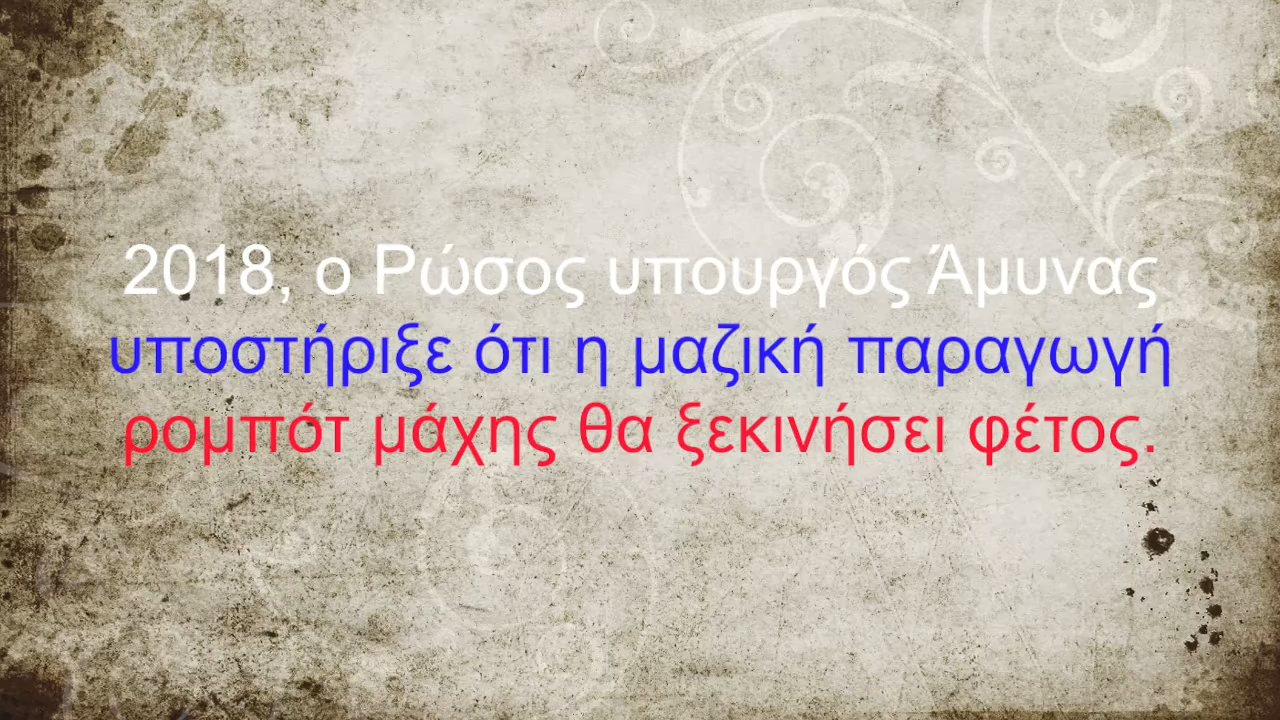 2018, ο Ρώσος υπουργός Άμυνας
υποστήριξε ότι η μαζική παραγωγή
ρομπότ μάχης θα ξεκινήσει φέτος.